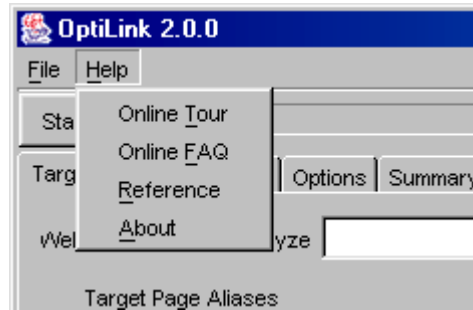 OptiLink 2.0.0
File Help
Sta
Online Tour
Online FAQ
Targ Options Summary
Reference
About
Wel yze
Target Page Aliases